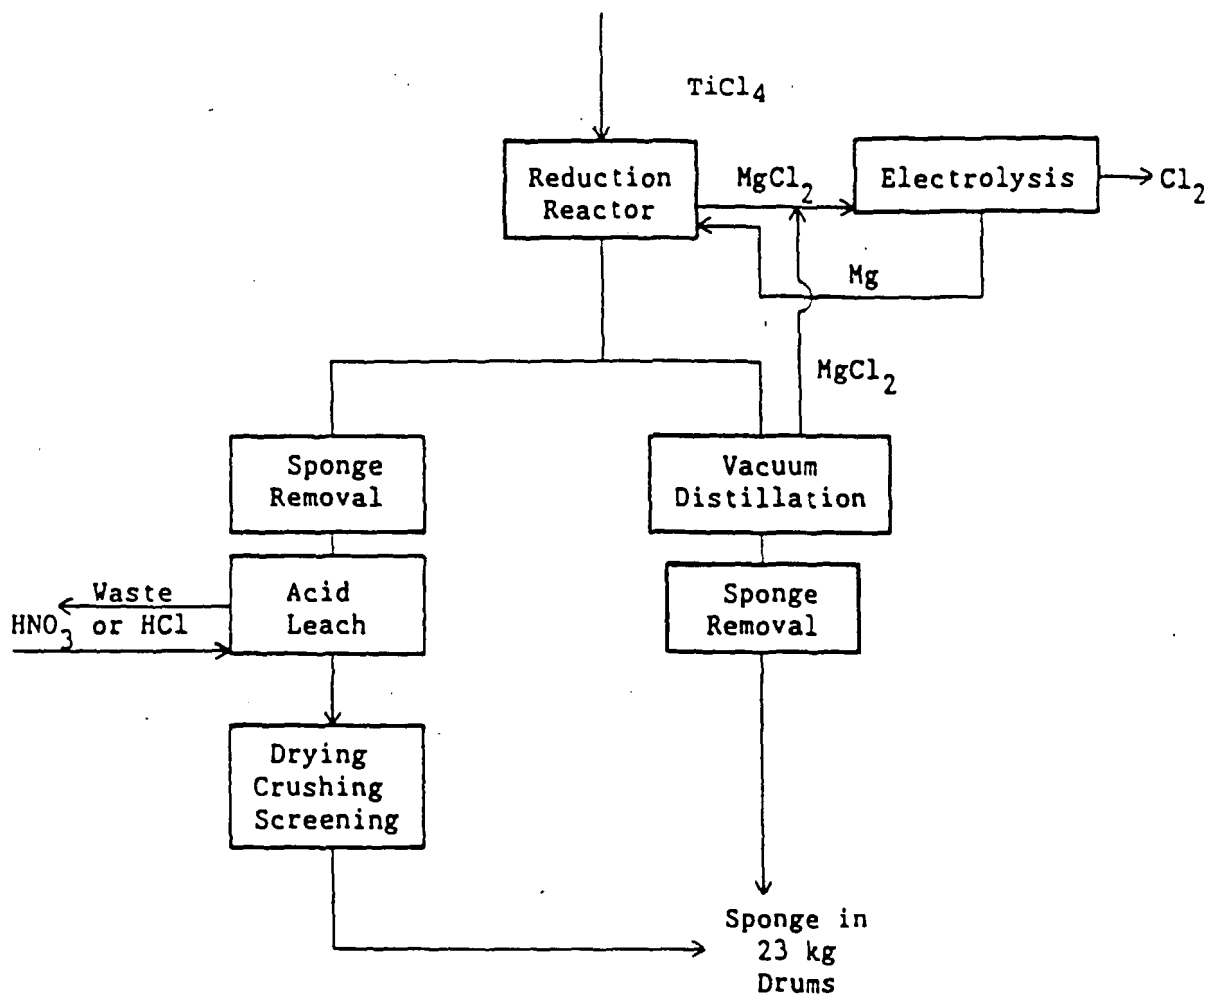 TiCl4
Reduction
Reactor
MgCl2
Electrolysis
Cl2
Mg
MgCl2
Sponge
Removal
Vacuum
Distillation
Waste
HNO3 or HCl
Acid
Leach
Sponge
Removal
Drying
Crushing
Screening
Sponge in
23 kg
Drums